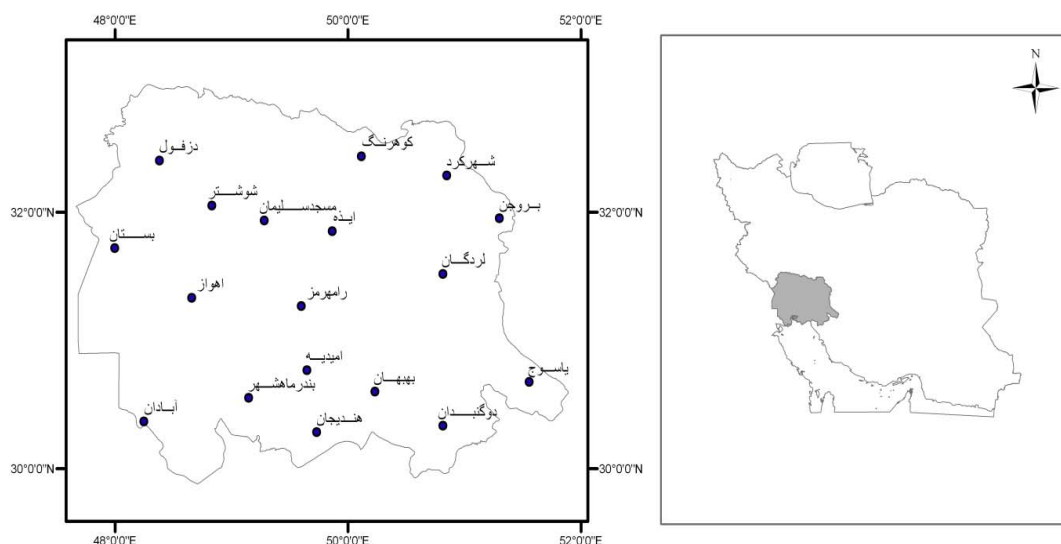 48°0'0"E
50°0'0"E
52°0'0"E
N
کوهرنگ
دزفول
شهرکرد
شوشتر
بروجن
مسجدسلیمان
32°0'0"N
32°0'0"N
ایذه
بستان
لردگان
اهواز
رامهرمز
امیدیه
یاسوج
بهبهان
بندرماهشهر
آبادان
دوگنبدان
هندیجان
30°0'0"N
30°0'0"N
48°0'0"E
50°0'0"E
52°0'0"E